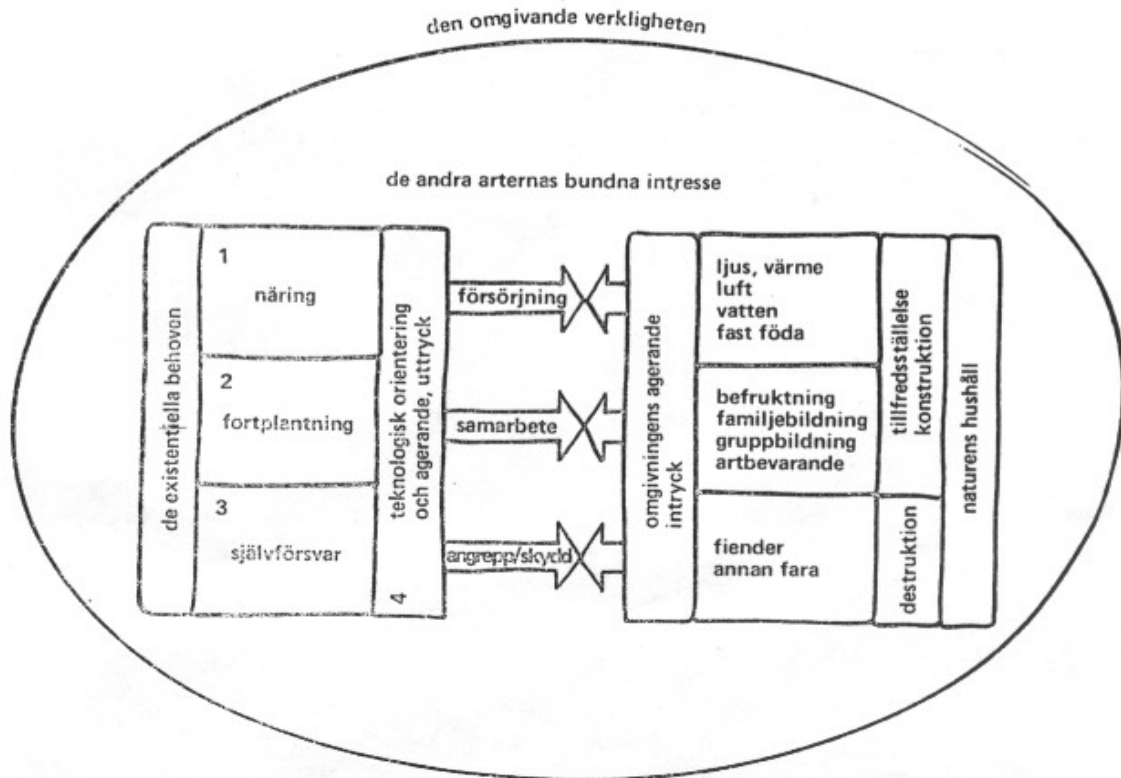 den omgivande verkligheten
de andra arternas bundna intresse
de existentiella behoven
1
näring
2
fortplantning
3
självförsvar
teknologisk orientering
och agerande, uttryck
4
försörjning
samarbete
angrepp/skydd
omgivningens agerande
intryck
ljus, värme
luft
vatten
fast föda
befruktning
familjebildning
gruppbildning
artbevarande
fiender
annan fara
tillfredsställelse
konstruktion
destruktion
naturens hushåll